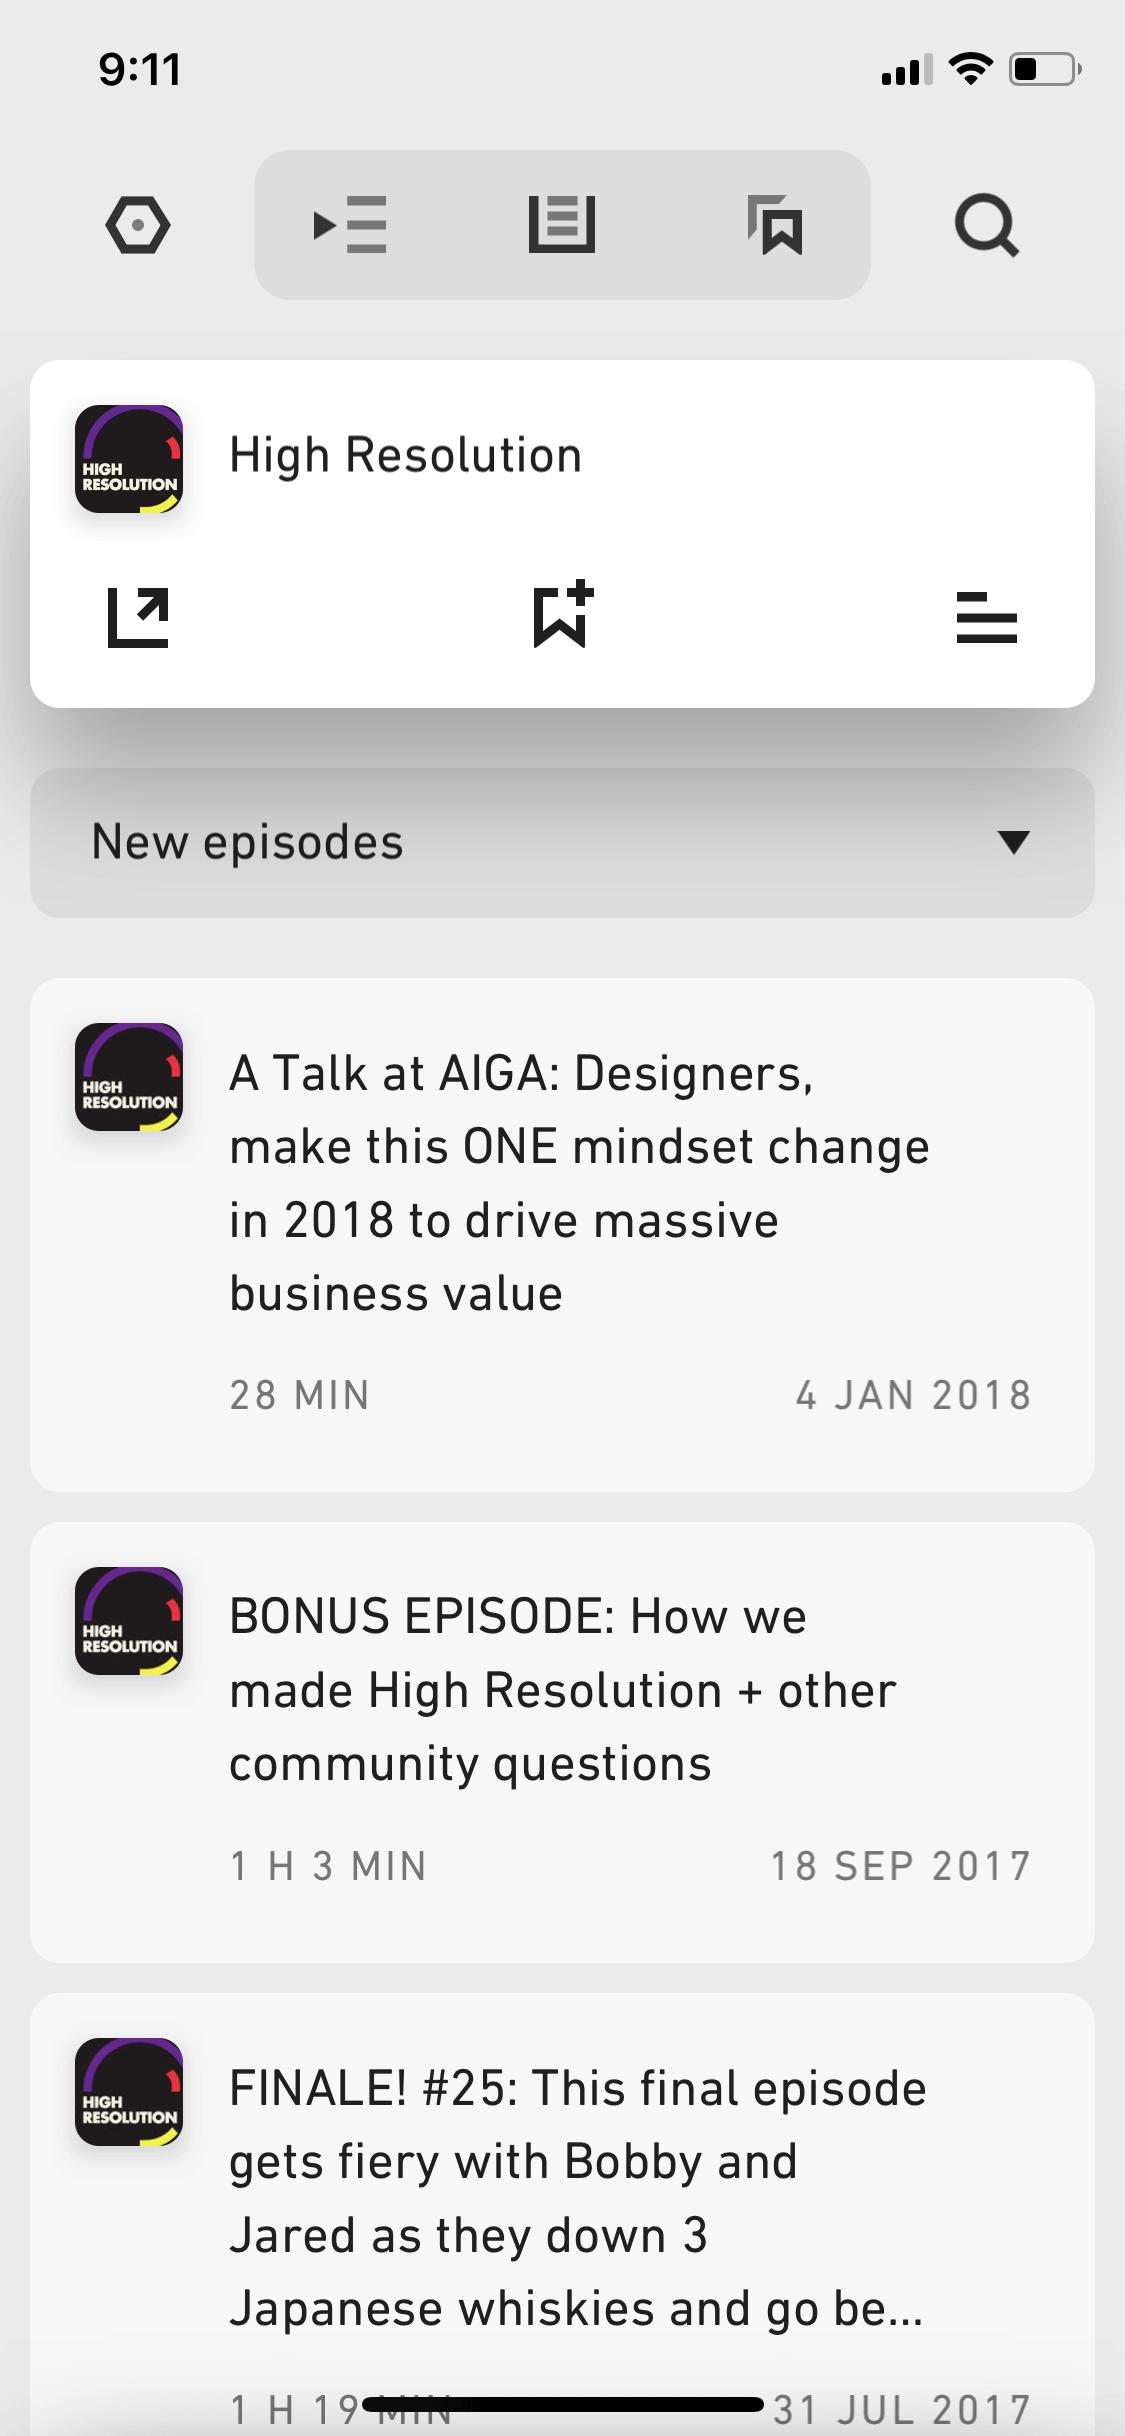 9:11
HIGH
RESOLUTION
High Resolution
New episodes
HIGH
RESOLUTION
A Talk at AIGA: Designers,
make this ONE mindset change
in 2018 to drive massive
business value
28 MIN
4 JAN 2018
HIGH
RESOLUTION
BONUS EPISODE: How we
made High Resolution + other
community questions
1 H 3 MIN
18 SEP 2017
HIGH
RESOLUTION
FINALE! #25: This final episode
gets fiery with Bobby and
Jared as they down 3
Japanese whiskies and go be...
1 H 19 MIN
31 JUL 2017